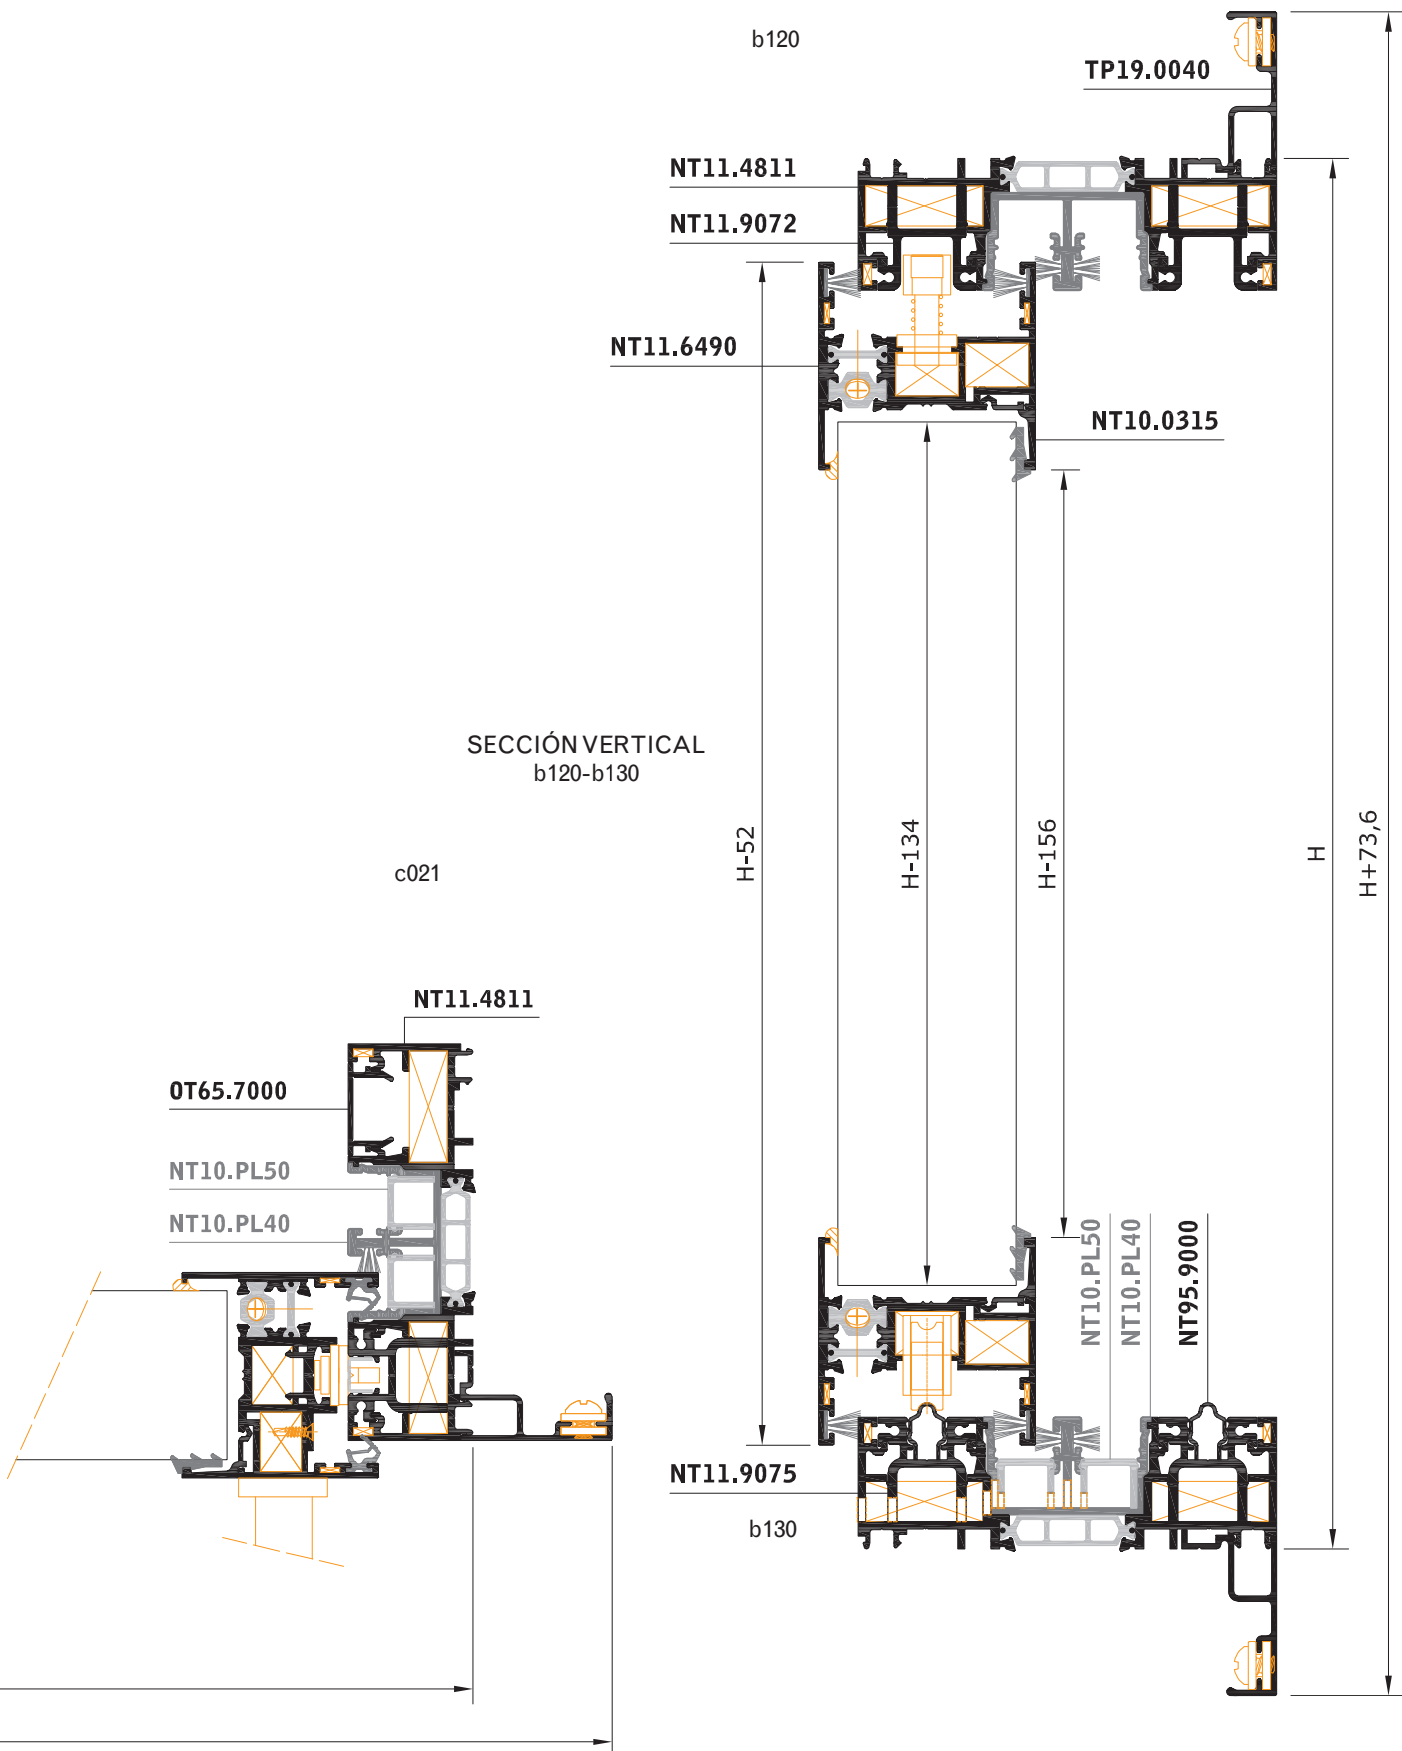 b120
TP19.0040
NT11.4811
NT11.9072
NT11.6490
NT10.0315
SECCIÓN VERTICAL
b120-b130
H-52
H-134
H-156
H
H+73,6
c021
NT11.4811
OT65.7000
NT10.PL50
NT10.PL40
NT10.PL50
NT10.PL40
NT95.9000
NT11.9075
b130